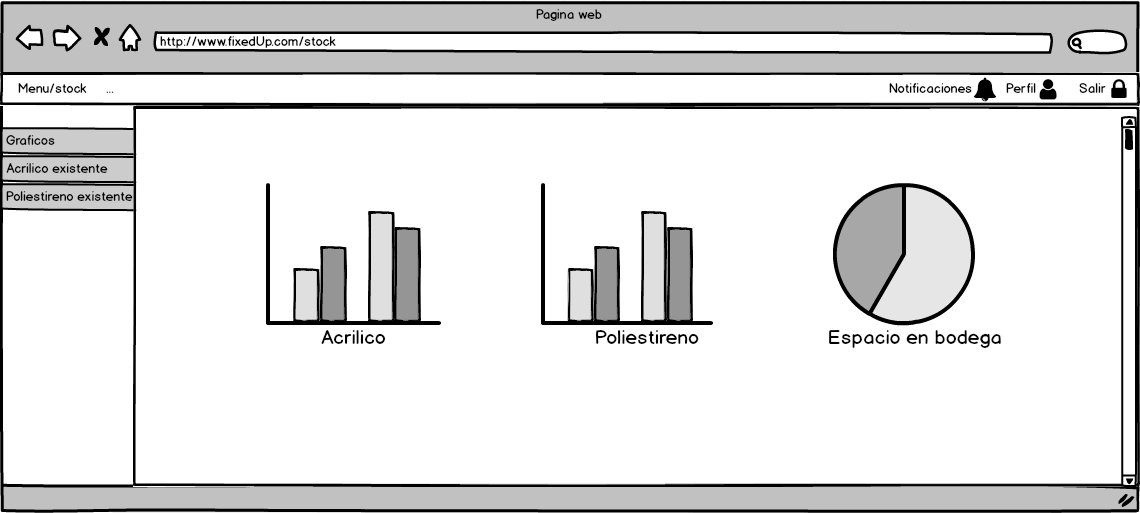 Pagina web
http://www.fixedUp.com/stock
Menu/stock ... Notificaciones Perfil Salir
Graficos
Acrilico existente
Poliestireno existente
Acrilico Poliestireno Espacio en bodega